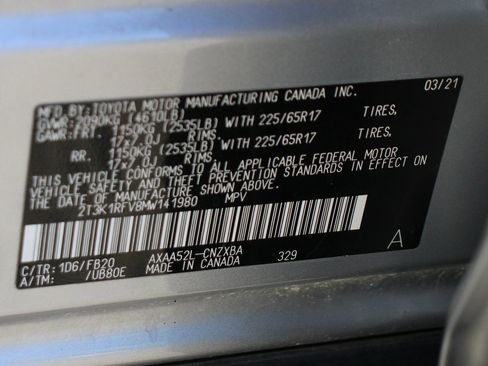 MFD. BY: TOYOTA MOTOR MANUFACTURING CANADA INC. 03/21
GVWR: 2090KG (4610LB)
GAWR: FRT. 1150KG (2535LB) WITH 225/65R17 TIRES,
17x7.0J RIMS,
RR. 1150KG (2535LB) WITH 225/65R17 TIRES,
17x7.0J RIMS,
THIS VEHICLE CONFORMS TO ALL APPLICABLE FEDERAL MOTOR
VEHICLE SAFETY AND THEFT PREVENTION STANDARDS IN EFFECT ON
THE DATE OF MANUFACTURE SHOWN ABOVE.
2T3K1RFV8MW141980 MPV
C/TR: 1D6/FB20 AXAA52L-CNZXBA 329 A
A/TM: /UB80E MADE IN CANADA